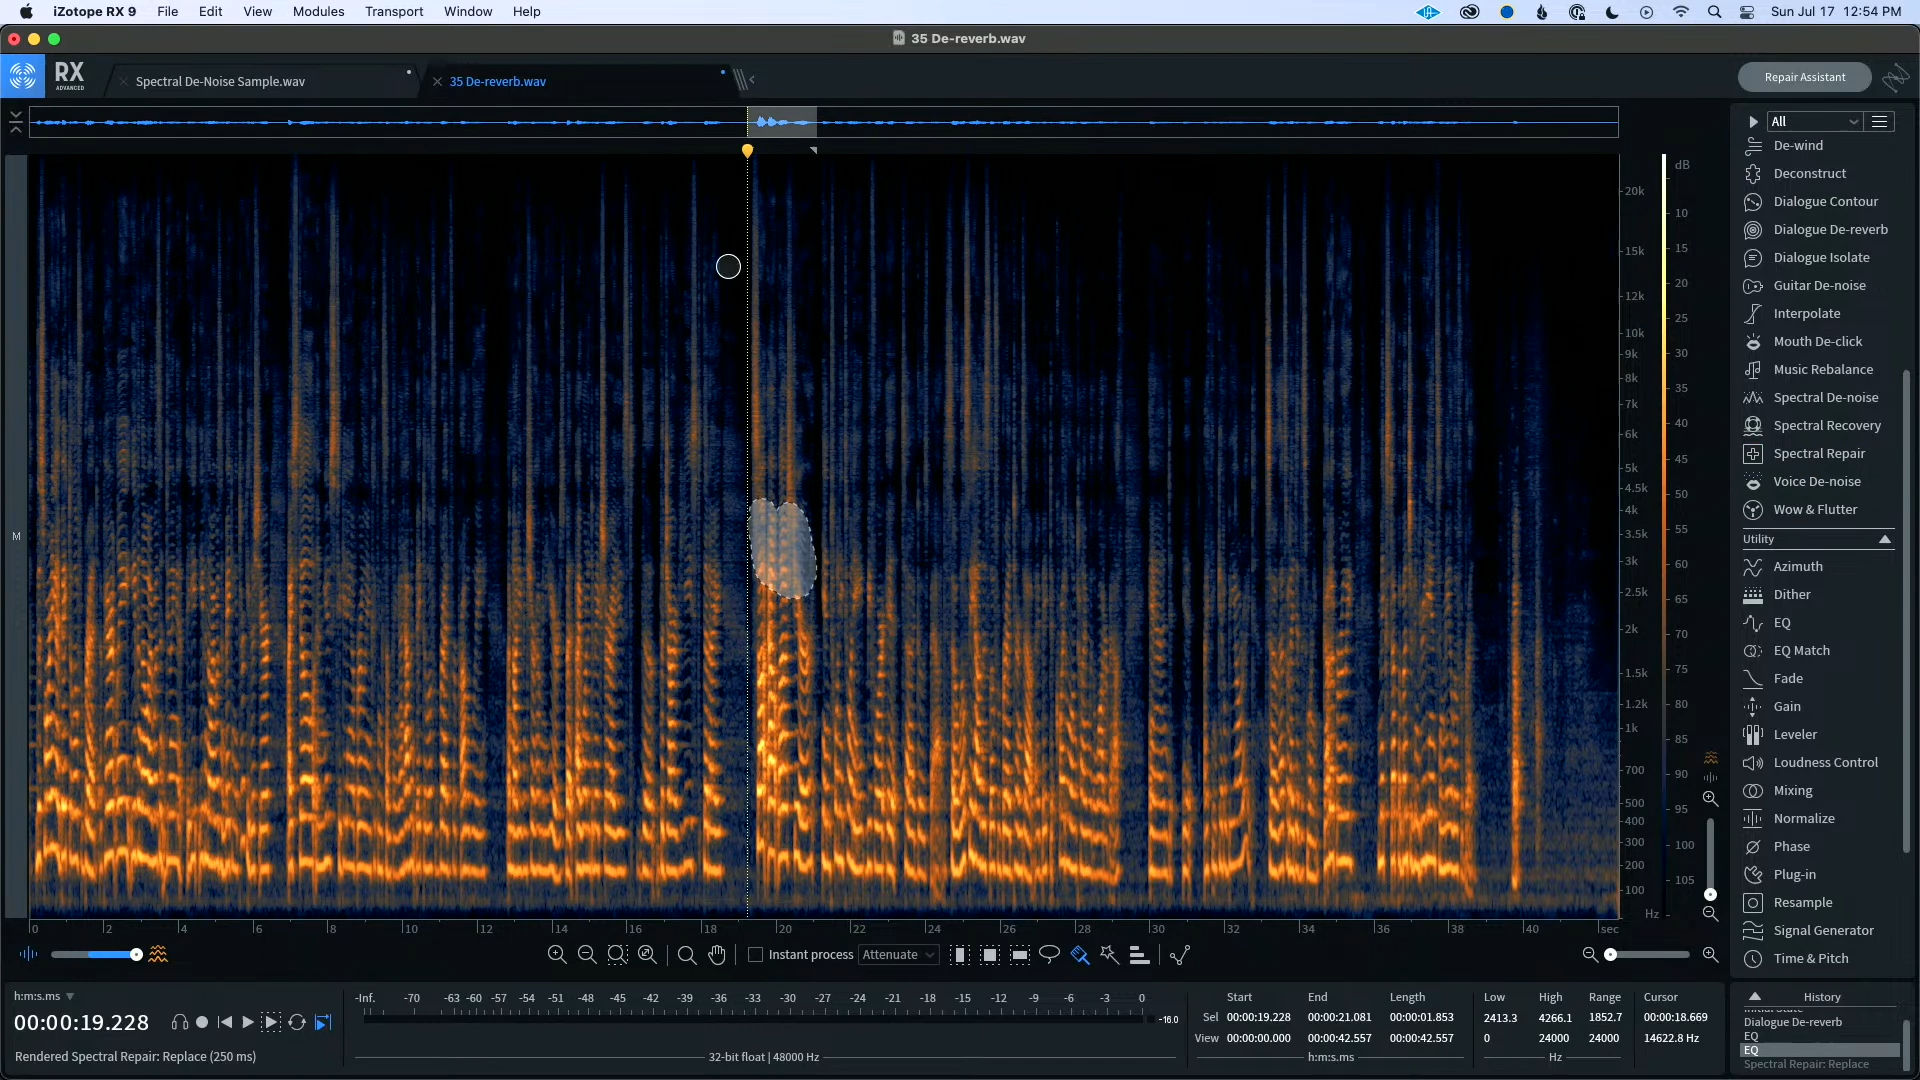 iZotope RX 9 File Edit View Modules Transport Window Help
Sun Jul 17 12:54 PM
35 De-reverb.wav
RX
ADVANCED
Spectral De-Noise Sample.wav
35 De-reverb.wav
Repair Assistant
All
De-wind
Deconstruct
Dialogue Contour
Dialogue De-reverb
Dialogue Isolate
Guitar De-noise
Interpolate
Mouth De-click
Music Rebalance
Spectral De-noise
Spectral Recovery
Spectral Repair
Voice De-noise
Wow & Flutter
Utility
Azimuth
Dither
EQ
EQ Match
Fade
Gain
Leveler
Loudness Control
Mixing
Normalize
Phase
Plug-in
Resample
Signal Generator
Time & Pitch
M
20k
15k
12k
10k
9k
8k
7k
6k
5k
4.5k
4k
3.5k
3k
2.5k
2k
1.5k
1.2k
1k
700
500
400
300
200
100
Hz
dB
10
15
20
25
30
35
40
45
50
55
60
65
70
75
80
85
90
95
100
105
0 2 4 6 8 10 12 14 16 18 20 22 24 26 28 30 32 34 36 38 40 sec
Instant process Attenuate
h:m:s.ms
00:00:19.228
Rendered Spectral Repair: Replace (250 ms)
-Inf. -70 -63 -60 -57 -54 -51 -48 -45 -42 -39 -36 -33 -30 -27 -24 -21 -18 -15 -12 -9 -6 -3 0
-16.0
32-bit float | 48000 Hz
Start End Length Low High Range Cursor
Sel 00:00:19.228 00:00:21.081 00:00:01.853 2413.3 4266.1 1852.7 00:00:18.669
View 00:00:00.000 00:00:42.557 00:00:42.557 0 24000 24000 14622.8 Hz
h:m:s.ms Hz
History
Initial State
Dialogue De-reverb
EQ
EQ
Spectral Repair: Replace